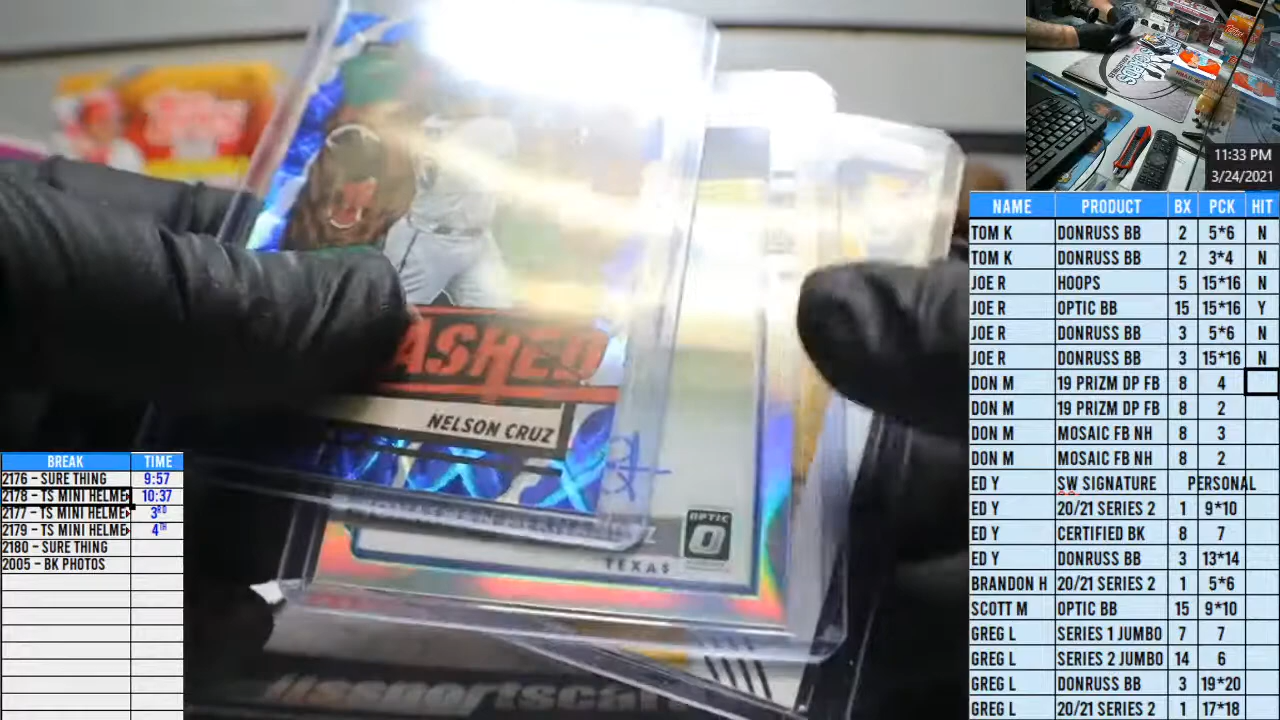 Topps
ASHED
NELSON CRUZ
OPTIC
TEXAS
11:33 PM
3/24/2021
NAME PRODUCT BX PCK HIT
TOM K DONRUSS BB 2 5*6 N
TOM K DONRUSS BB 2 3*4 N
JOE R HOOPS 5 15*16 N
JOE R OPTIC BB 15 15*16 Y
JOE R DONRUSS BB 3 5*6 N
JOE R DONRUSS BB 3 15*16 N
DON M 19 PRIZM DP FB 8 4
DON M 19 PRIZM DP FB 8 2
DON M MOSAIC FB NH 8 3
DON M MOSAIC FB NH 8 2
ED Y SW SIGNATURE PERSONAL
ED Y 20/21 SERIES 2 1 9*10
ED Y CERTIFIED BK 8 7
ED Y DONRUSS BB 3 13*14
BRANDON H 20/21 SERIES 2 1 5*6
SCOTT M OPTIC BB 15 9*10
GREG L SERIES 1 JUMBO 7 7
GREG L SERIES 2 JUMBO 14 6
GREG L DONRUSS BB 3 19*20
GREG L 20/21 SERIES 2 1 17*18
BREAK TIME
2176 – SURE THING 9:57
2178 – TS MINI HELME 10:37
2177 – TS MINI HELME 3RD
2179 – TS MINI HELME 4TH
2180 – SURE THING
2005 – BK PHOTOS